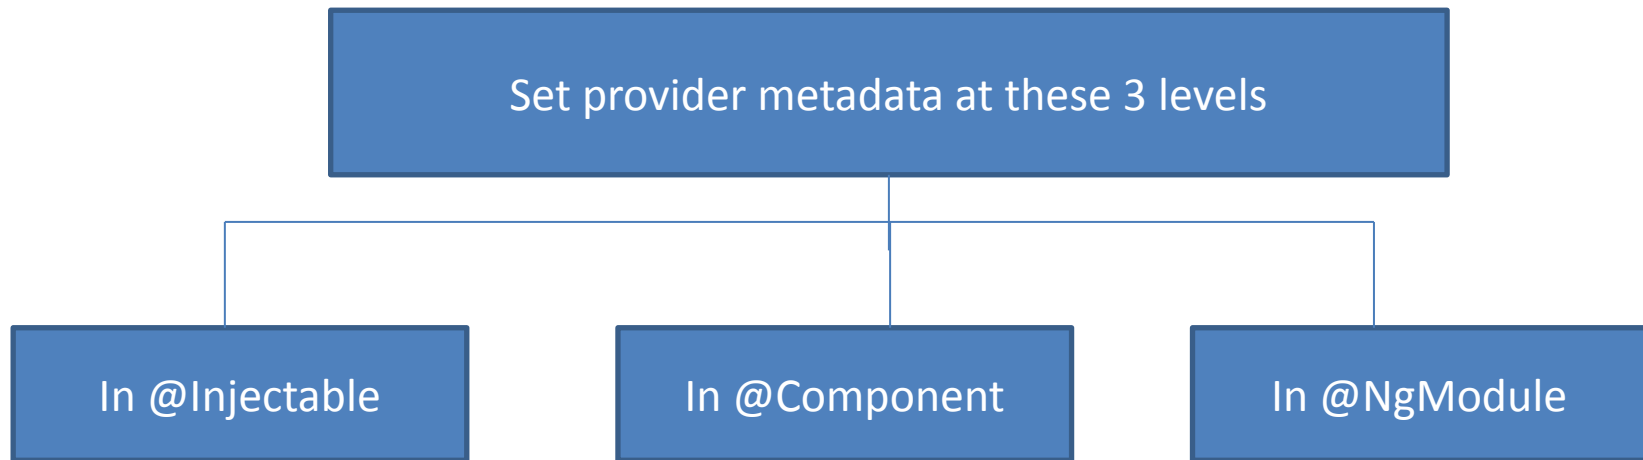 Set provider metadata at these 3 levels
In @Injectable
In @Component
In @NgModule